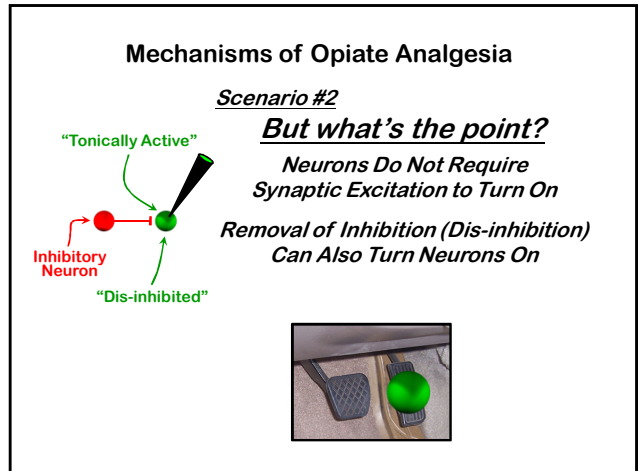 Mechanisms of Opiate Analgesia
Scenario #2
But what's the point?
"Tonically Active"
Neurons Do Not Require
Synaptic Excitation to Turn On
Removal of Inhibition (Dis-inhibition)
Can Also Turn Neurons On
Inhibitory
Neuron
"Dis-inhibited"